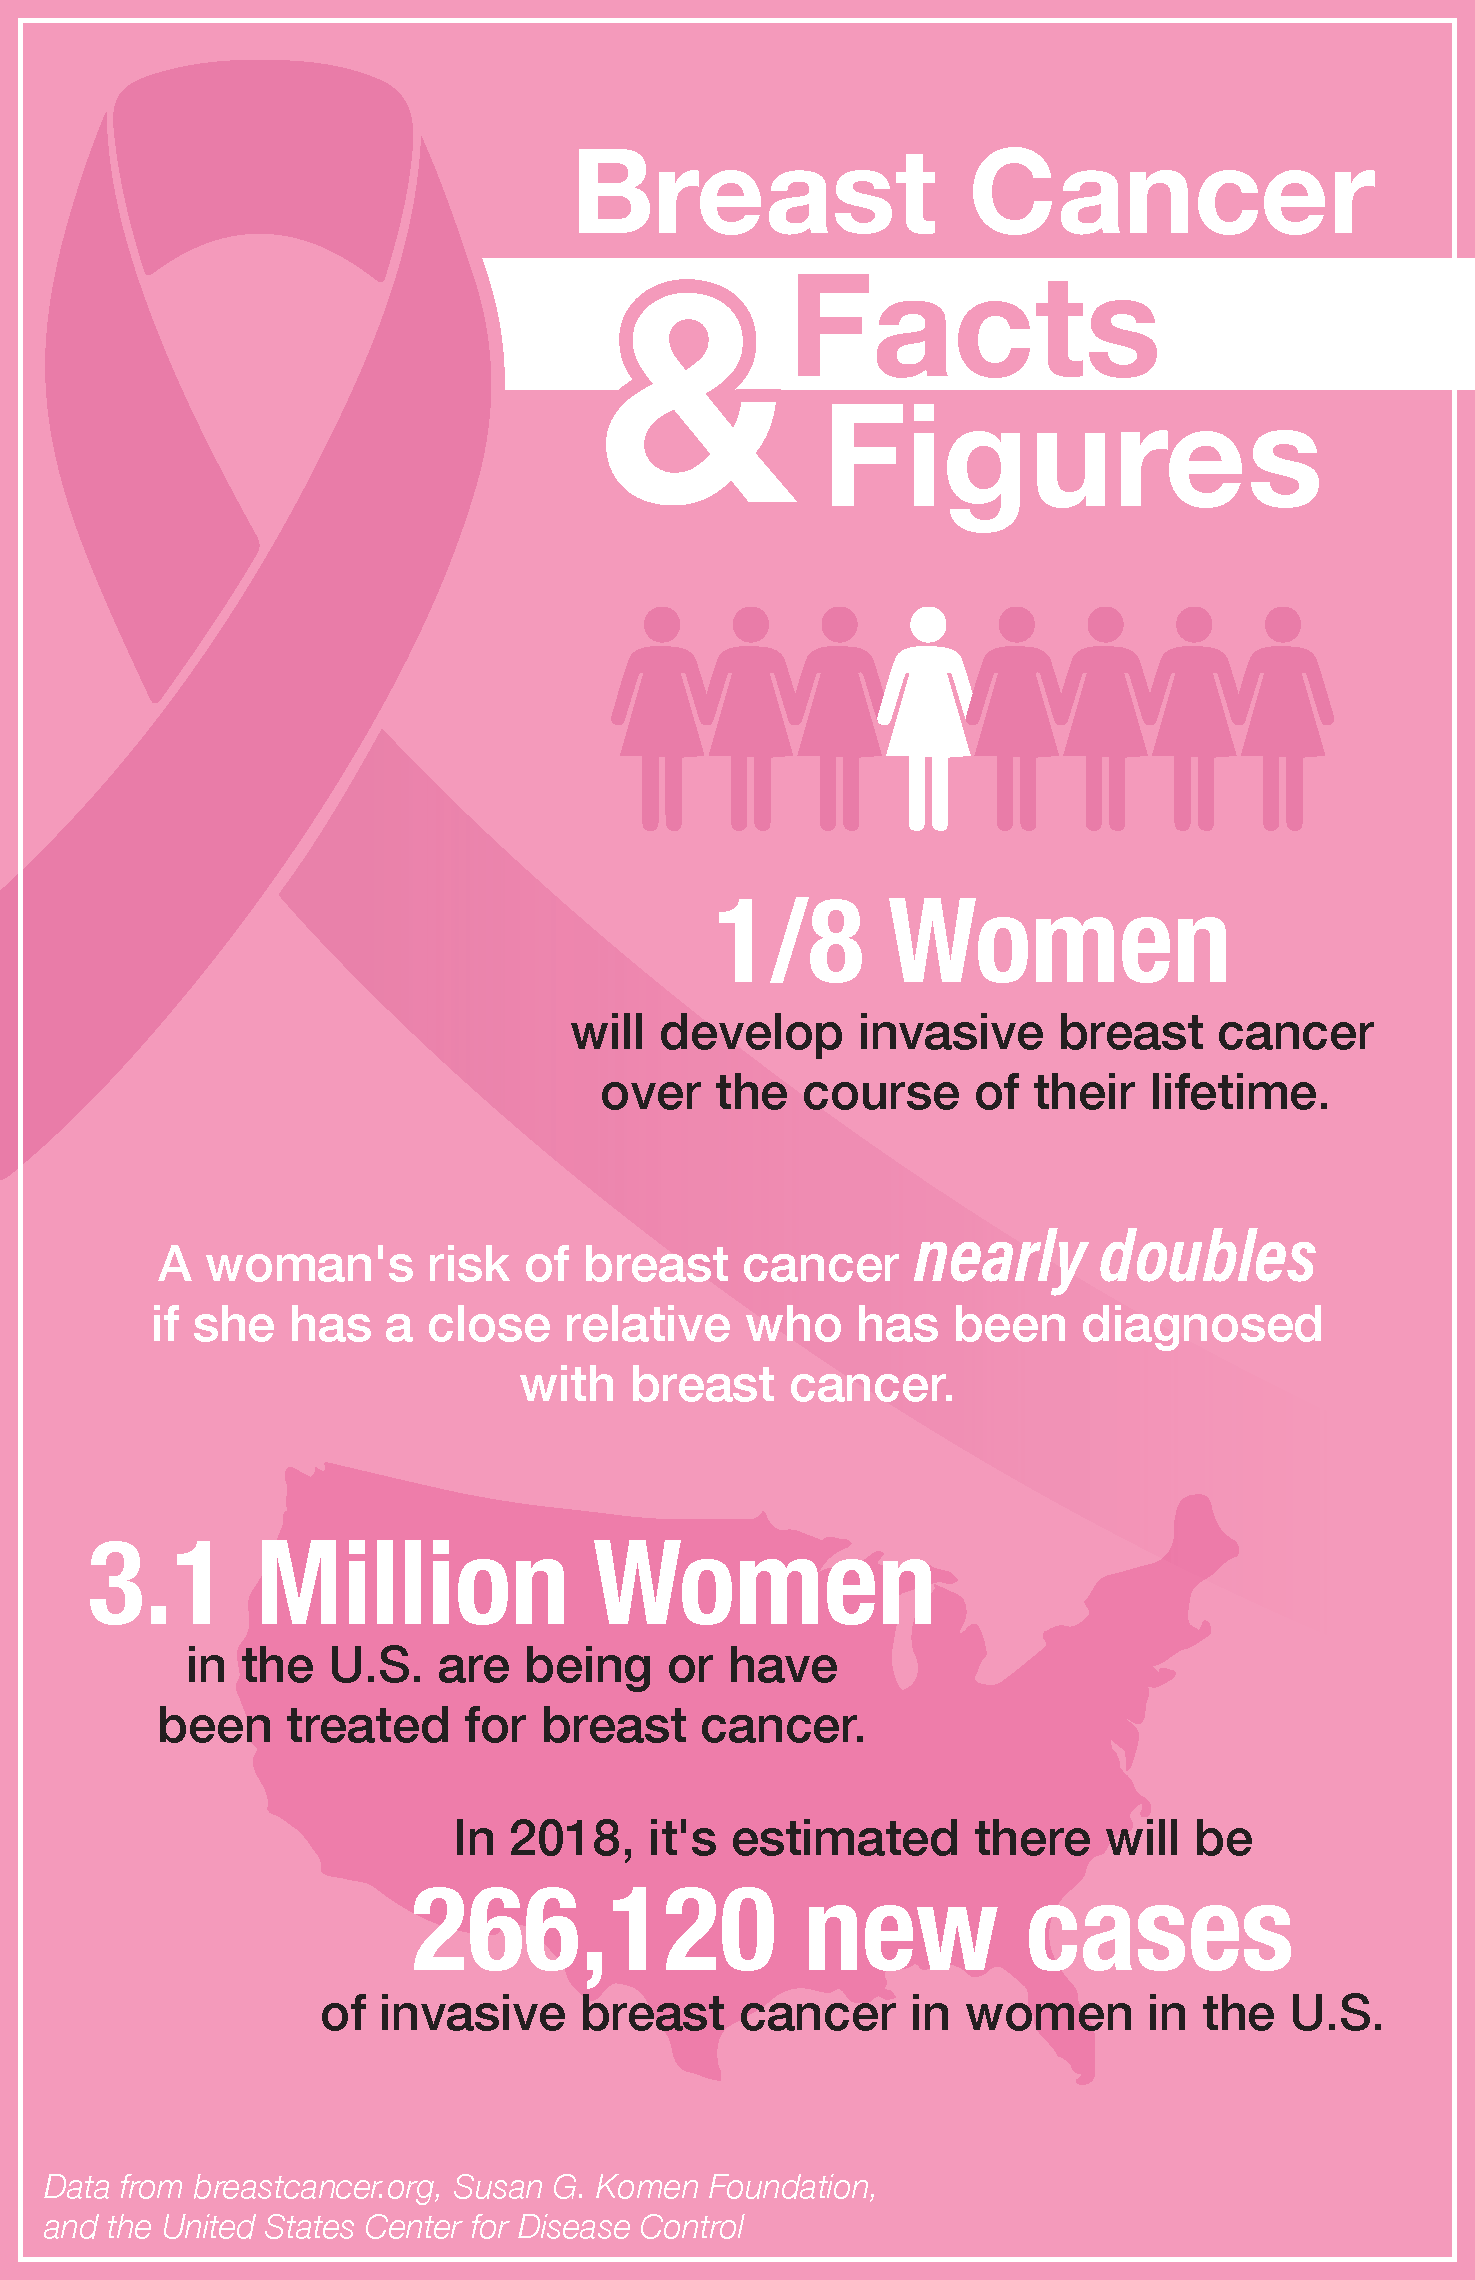 Breast Cancer
Facts
& Figures
1/8 Women
will develop invasive breast cancer
over the course of their lifetime.
A woman's risk of breast cancer nearly doubles
if she has a close relative who has been diagnosed
with breast cancer.
3.1 Million Women
in the U.S. are being or have
been treated for breast cancer.
In 2018, it's estimated there will be
266,120 new cases
of invasive breast cancer in women in the U.S.
Data from breastcancer.org, Susan G. Komen Foundation,
and the United States Center for Disease Control